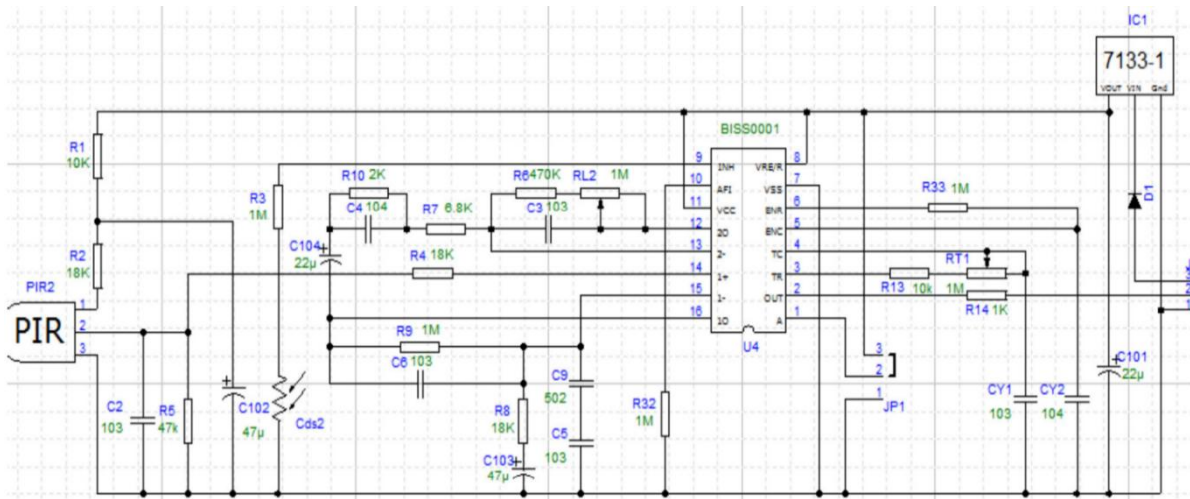 IC1
7133-1
VOUT VIN Gnd
D1
BISS0001
R1
10K
R2
18K
PIR2
PIR
1
2
3
R3
1M
R10 2K
C4 104
R7 6.8K
R6 470K
RL2 1M
C3 103
C104
22µ
R4 18K
9 INH VRE/R 8
10 AFI VSS 7
11 VCC ENR 6
12 2O ENC 5
13 2- TC 4
14 1+ TR 3
15 1- OUT 2
16 1O A 1
U4
R33 1M
RT1
1M
R13 10k
R14 1K
R9 1M
C6 103
C2
103
R5
47k
C102
47µ
Cds2
R8
18K
C103
47µ
C9
502
C5
103
R32
1M
3
2
1
JP1
CY1
103
CY2
104
C101
22µ